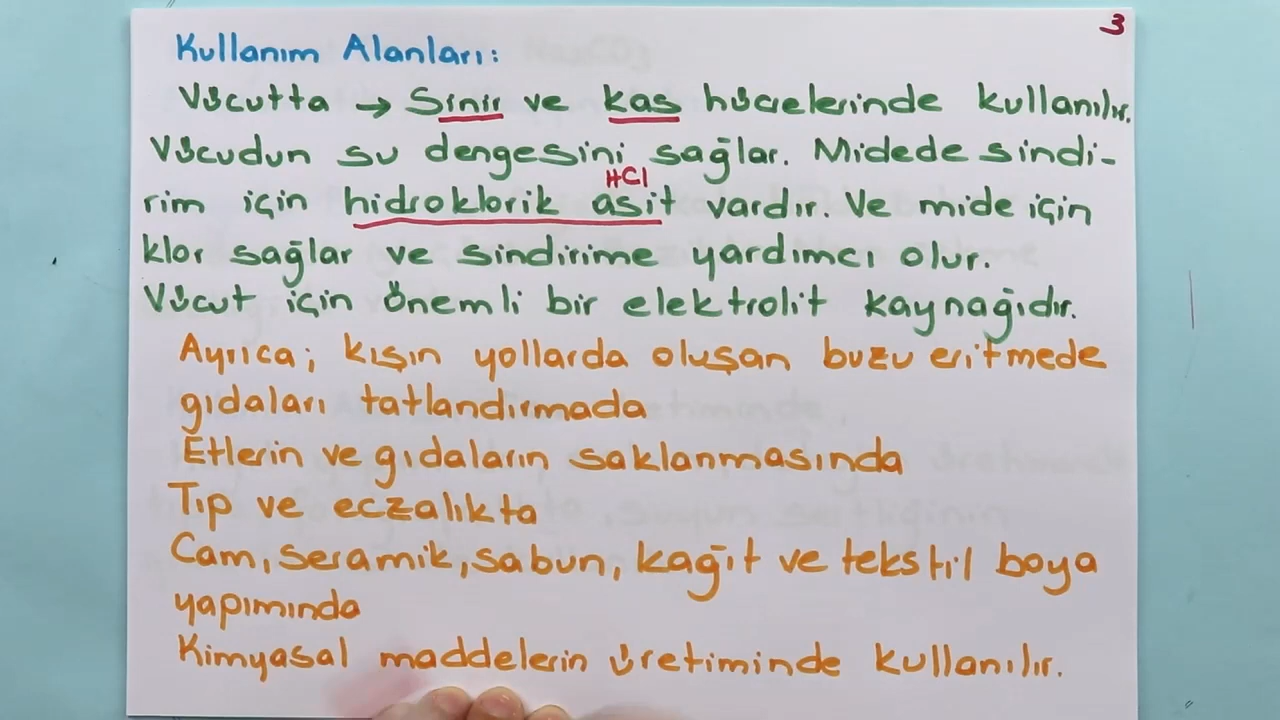 3
Kullanım Alanları:
Vücutta → Sinir ve kas hücrelerinde kullanılır.
Vücudun su dengesini sağlar. Midede sindi-
HCl
rim için hidroklorik asit vardır. Ve mide için
klor sağlar ve sindirime yardımcı olur.
Vücut için önemli bir elektrolit kaynağıdır.
Ayrıca; kışın yollarda oluşan buzu eritmede
gıdaları tatlandırmada
Etlerin ve gıdaların saklanmasında
Tıp ve eczalıkta
Cam, seramik, sabun, kağıt ve tekstil boya
yapımında
Kimyasal maddelerin üretiminde kullanılır.